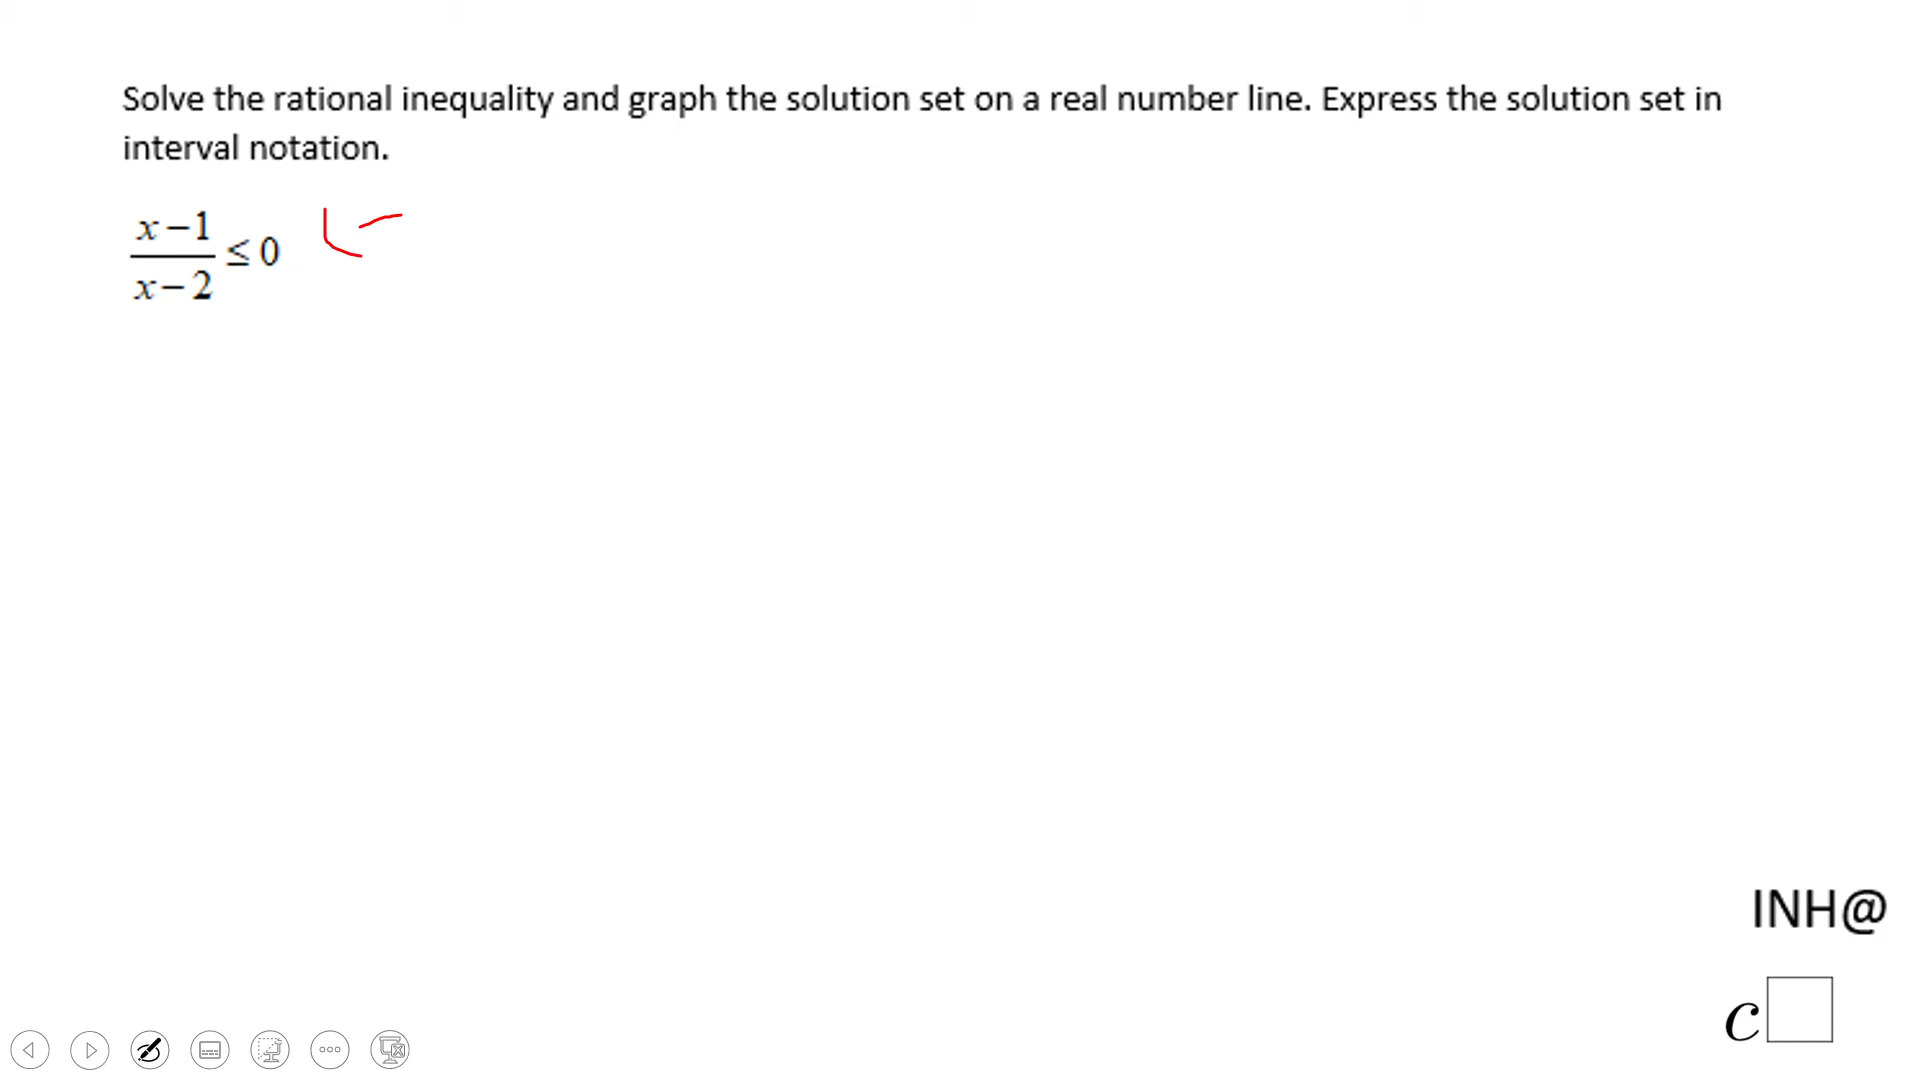 Solve the rational inequality and graph the solution set on a real number line. Express the solution set in
interval notation.
x−1
x−2
≤ 0
INH@
c